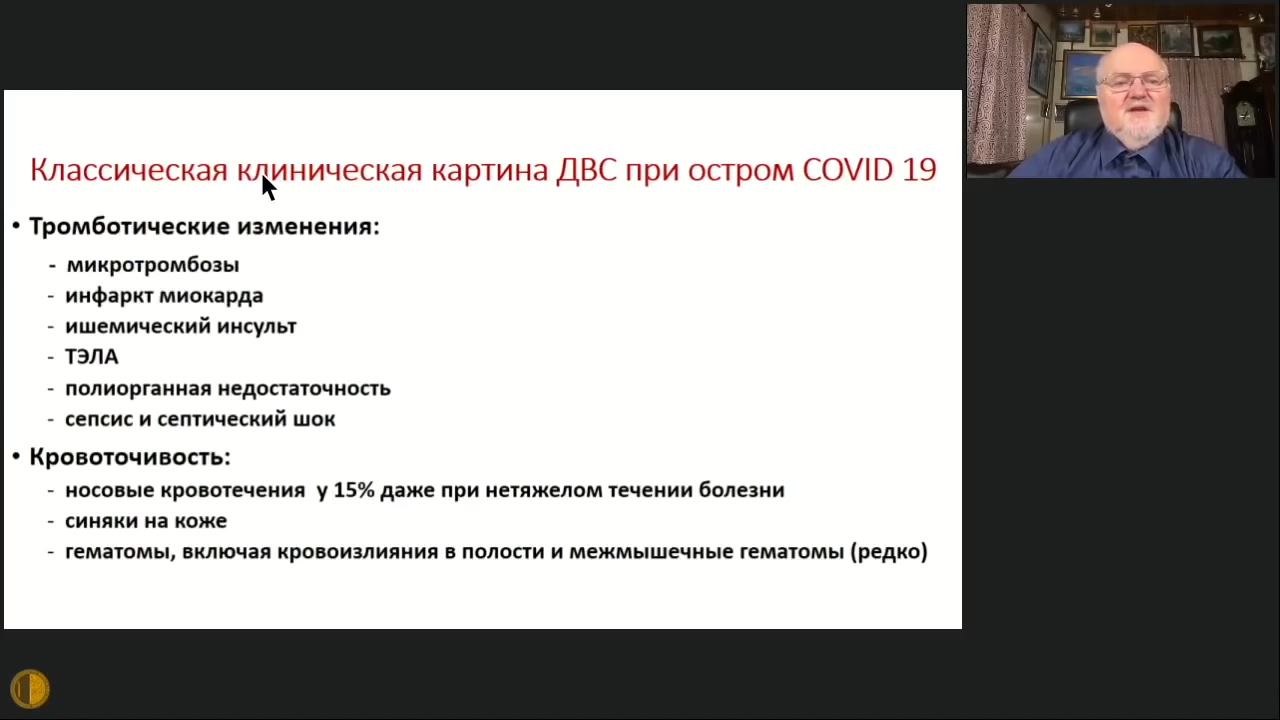 Классическая клиническая картина ДВС при остром COVID 19
• Тромботические изменения:
- микротромбозы
- инфаркт миокарда
- ишемический инсульт
- ТЭЛА
- полиорганная недостаточность
- сепсис и септический шок
• Кровоточивость:
- носовые кровотечения у 15% даже при нетяжелом течении болезни
- синяки на коже
- гематомы, включая кровоизлияния в полости и межмышечные гематомы (редко)